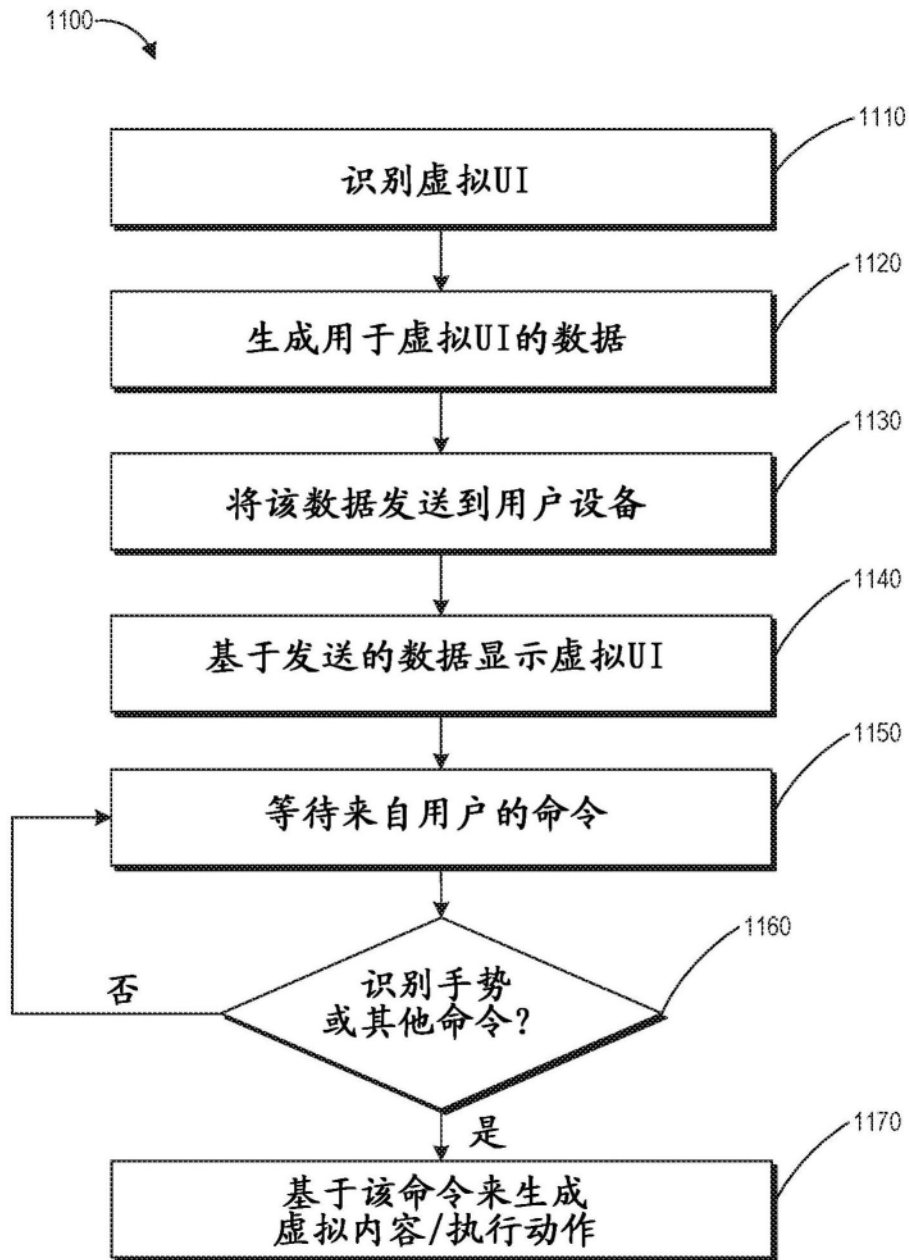 1100
1110
识别虚拟UI
1120
生成用于虚拟UI的数据
1130
将该数据发送到用户设备
1140
基于发送的数据显示虚拟UI
1150
等待来自用户的命令
1160
识别手势
或其他命令?
否
是
1170
基于该命令来生成
虚拟内容/执行动作